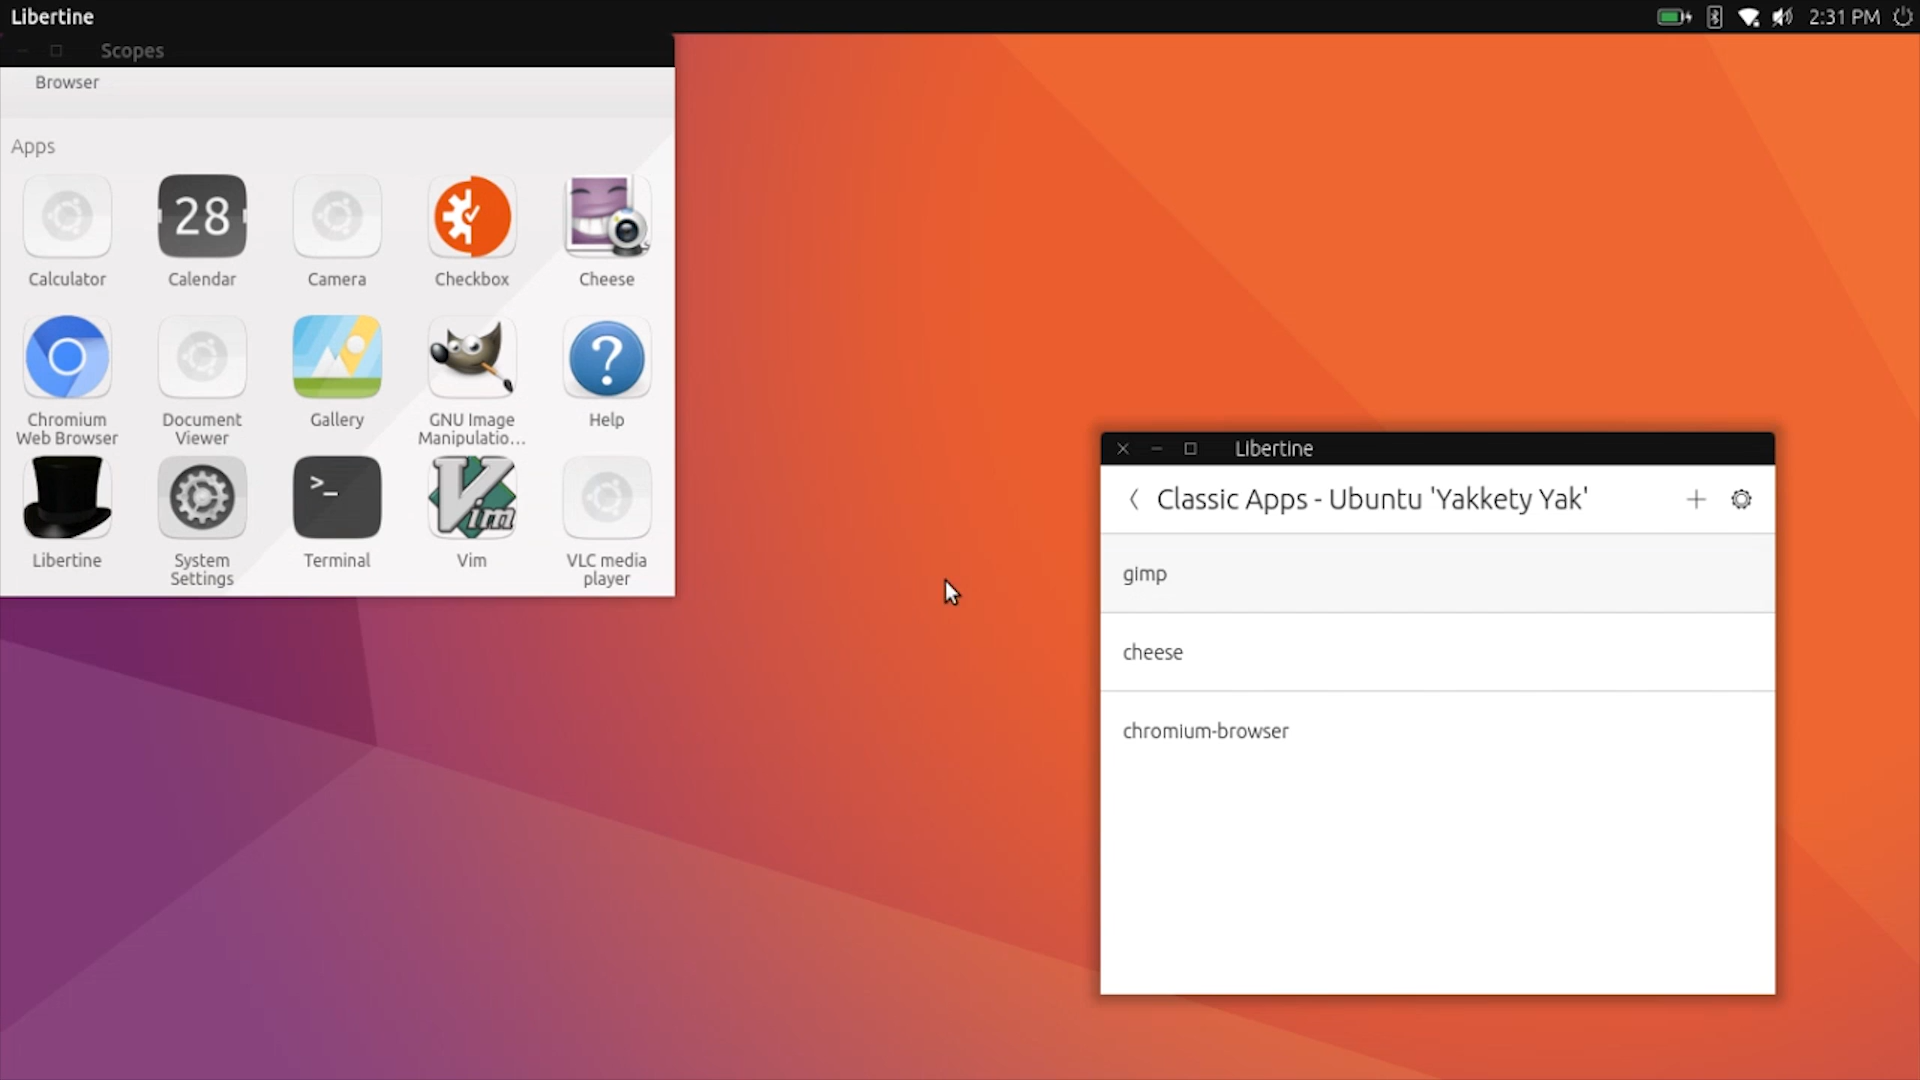 Libertine
2:31 PM
Scopes
Browser
Apps
28
Calculator
Calendar
Camera
Checkbox
Cheese
?
Chromium
Web Browser
Document
Viewer
Gallery
GNU Image
Manipulatio...
Help
>_
Vim
Libertine
System
Settings
Terminal
Vim
VLC media
player
Libertine
Classic Apps - Ubuntu 'Yakkety Yak'
gimp
cheese
chromium-browser